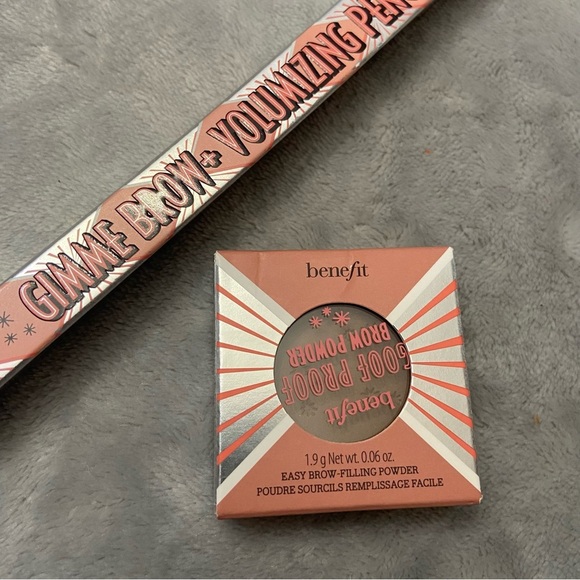 GIMME BROW+ VOLUMIZING PEN
benefit
GOOF PROOF
BROW POWDER
benefit
1.9 g Net wt. 0.06 oz.
EASY BROW-FILLING POWDER
POUDRE SOURCILS REMPLISSAGE FACILE